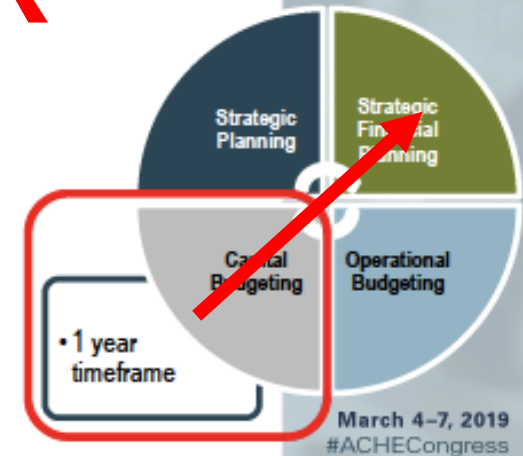 Strategic
Planning
Strategic
Financial
Planning
Capital
Budgeting
Operational
Budgeting
• 1 year
timeframe
March 4–7, 2019
#ACHECongress